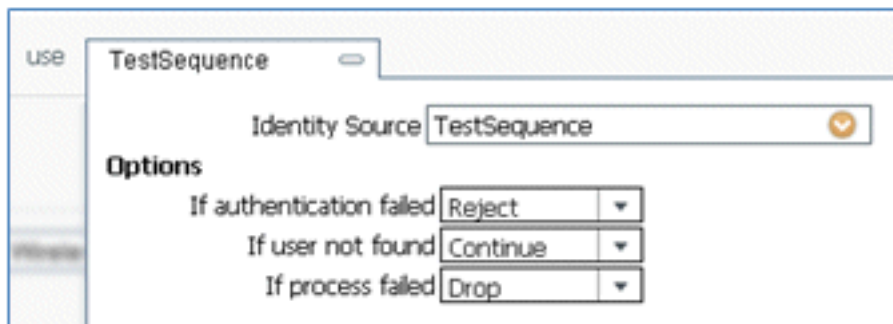 use
TestSequence
Identity Source TestSequence
Options
If authentication failed Reject
If user not found Continue
If process failed Drop